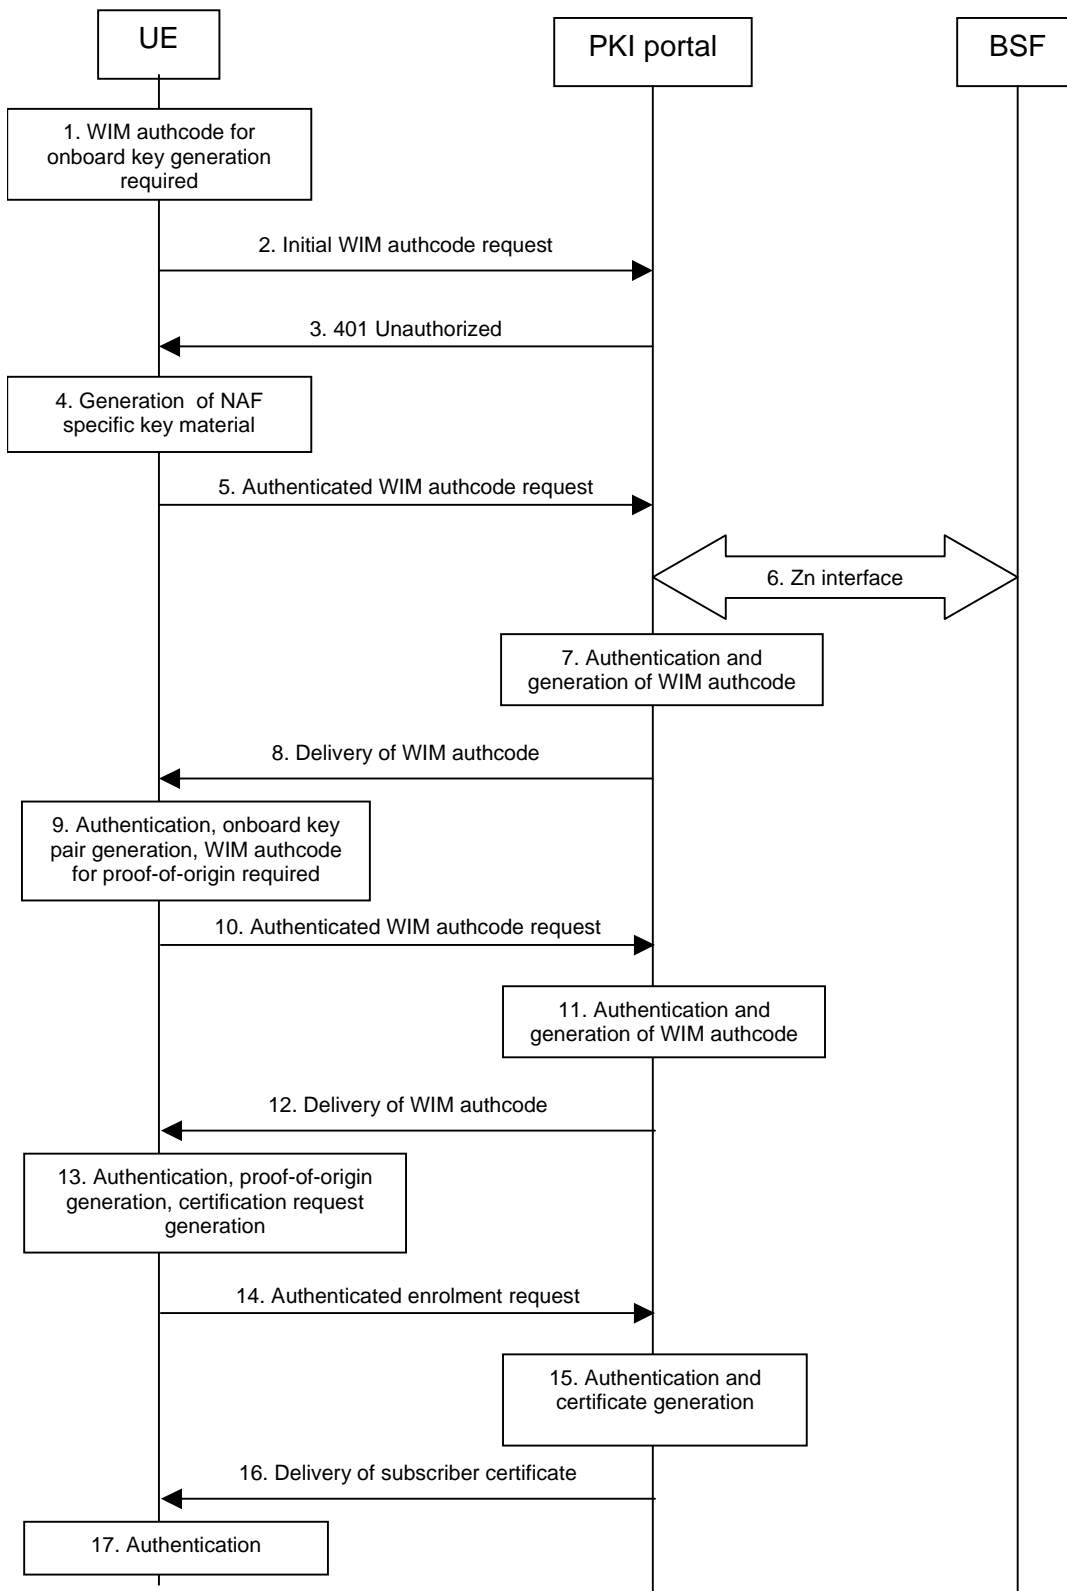 UE
PKI portal
BSF
1. WIM authcode for
onboard key generation
required
2. Initial WIM authcode request
3. 401 Unauthorized
4. Generation of NAF
specific key material
5. Authenticated WIM authcode request
6. Zn interface
7. Authentication and
generation of WIM authcode
8. Delivery of WIM authcode
9. Authentication, onboard key
pair generation, WIM authcode
for proof-of-origin required
10. Authenticated WIM authcode request
11. Authentication and
generation of WIM authcode
12. Delivery of WIM authcode
13. Authentication, proof-of-origin
generation, certification request
generation
14. Authenticated enrolment request
15. Authentication and
certificate generation
16. Delivery of subscriber certificate
17. Authentication